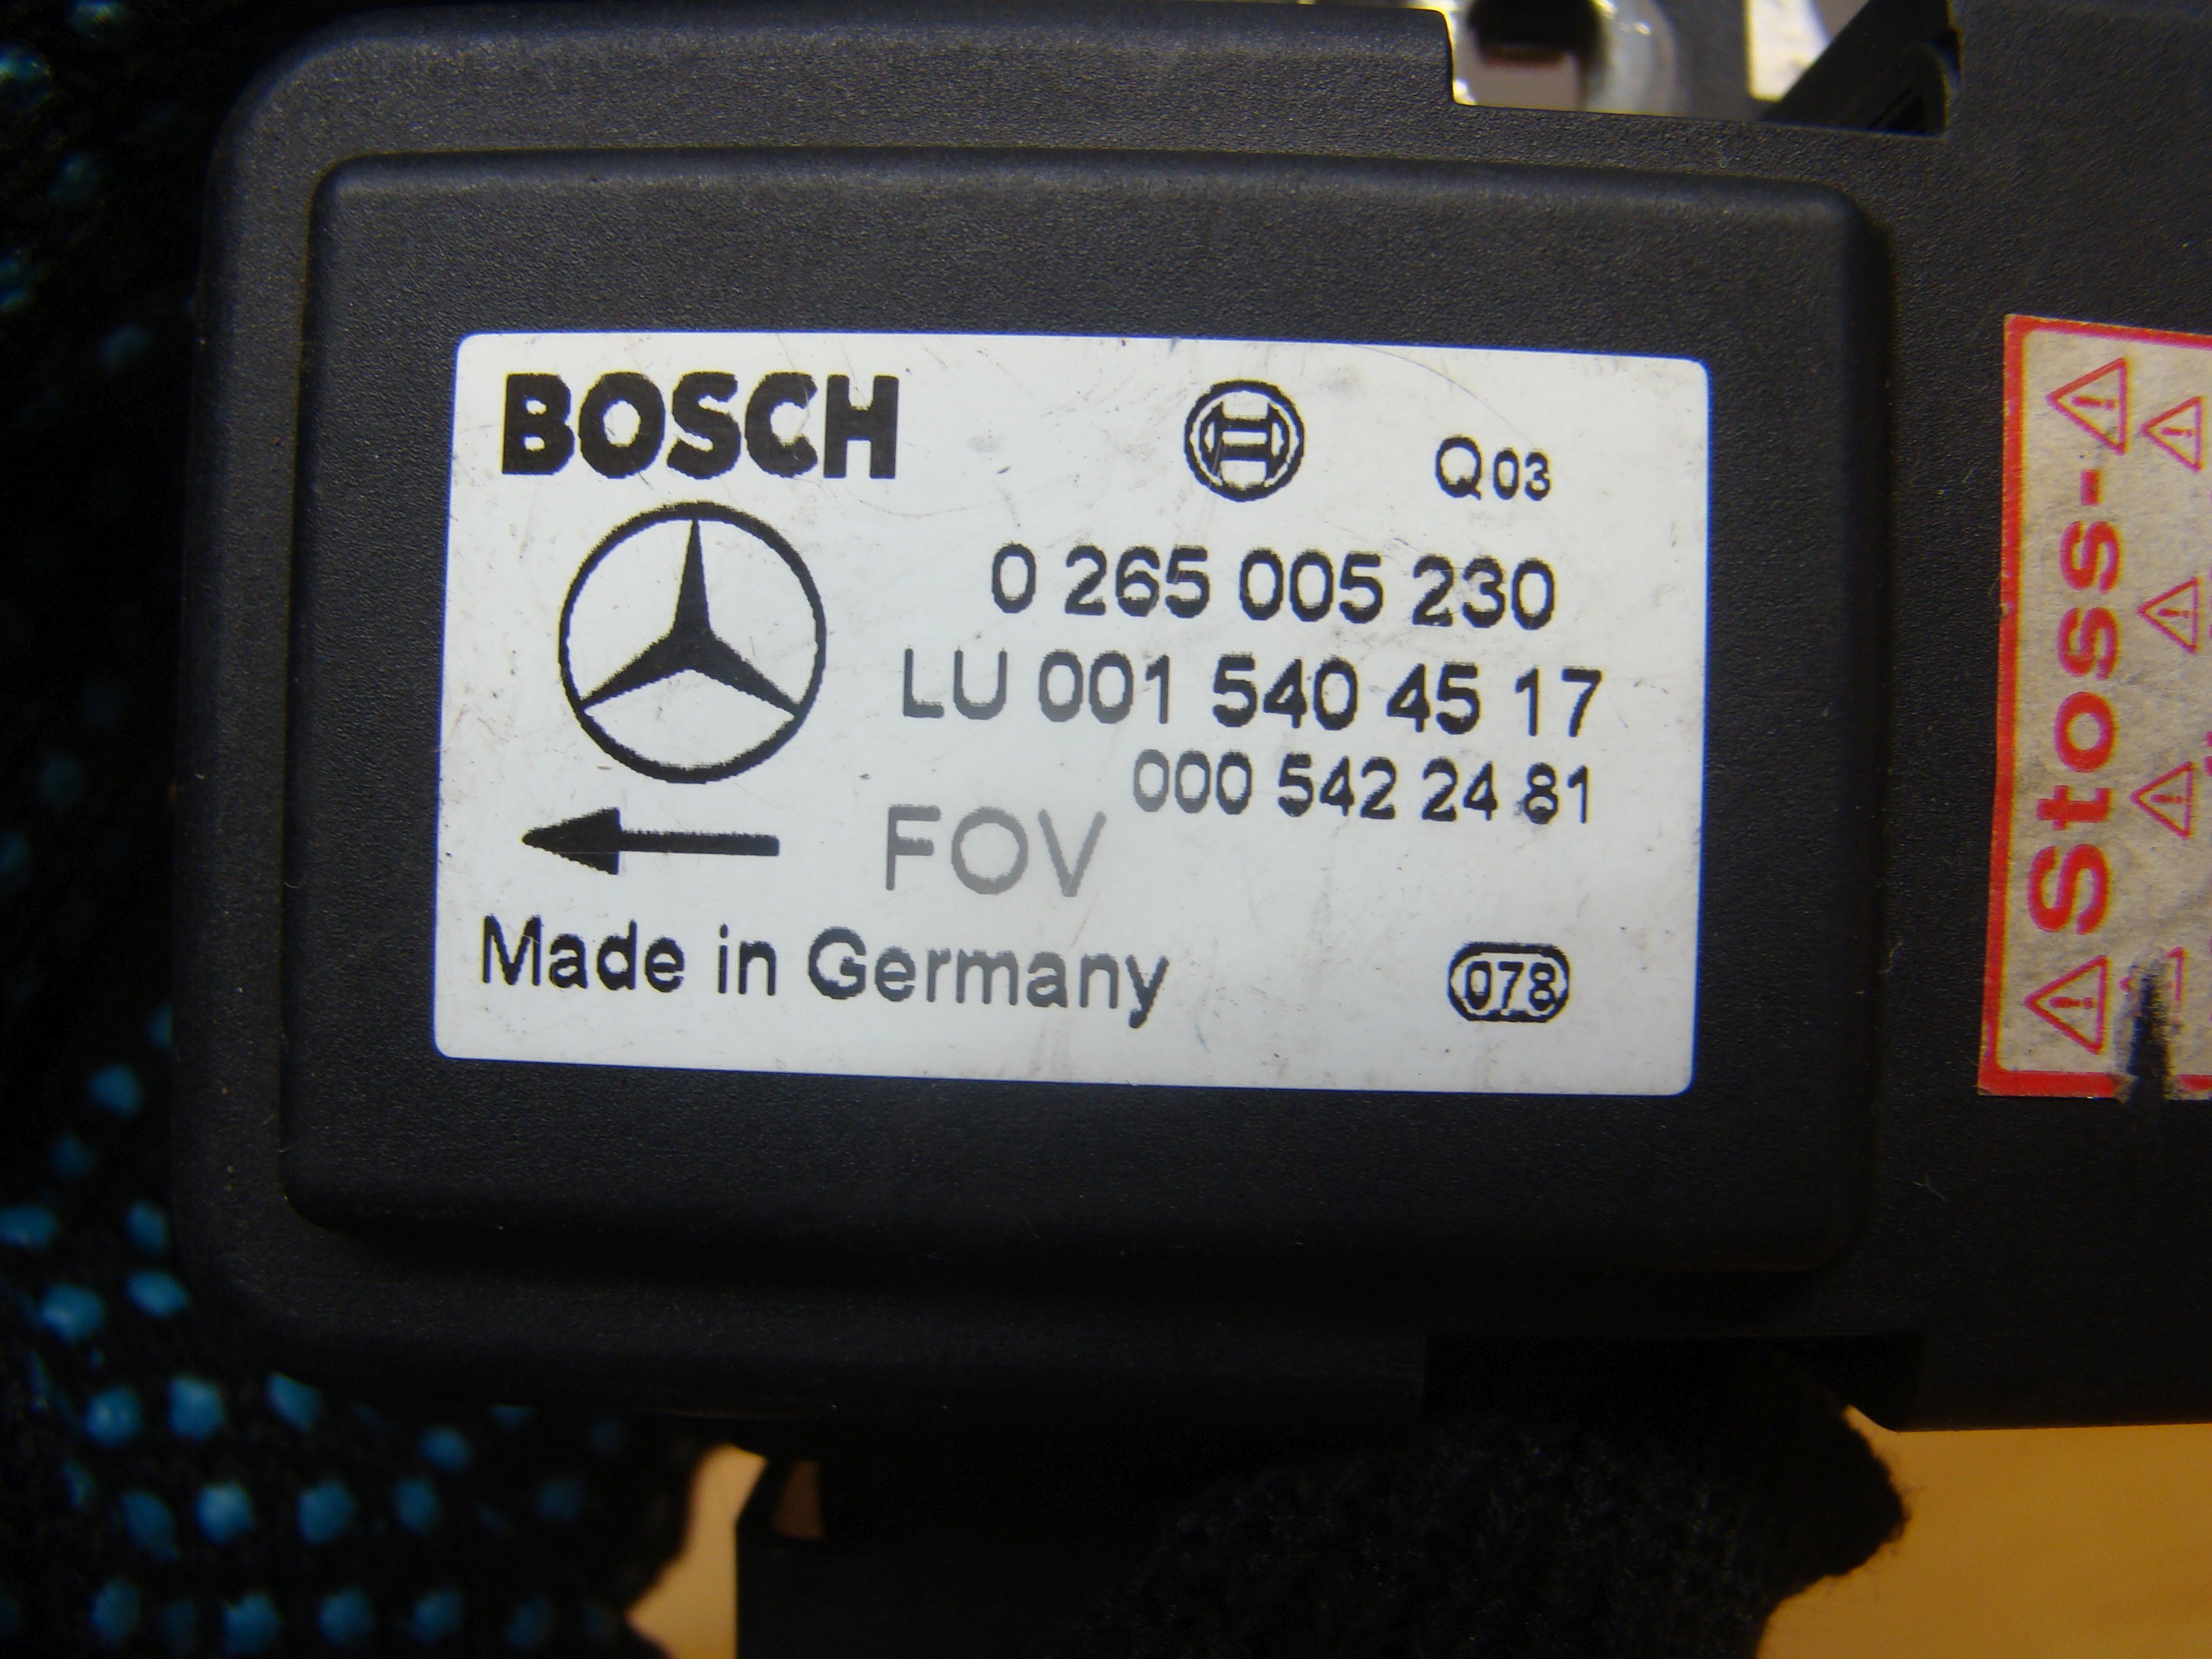 BOSCH
Q03
0 265 005 230
LU 001 540 45 17
000 542 24 81
FOV
Made in Germany
078
Stoss-